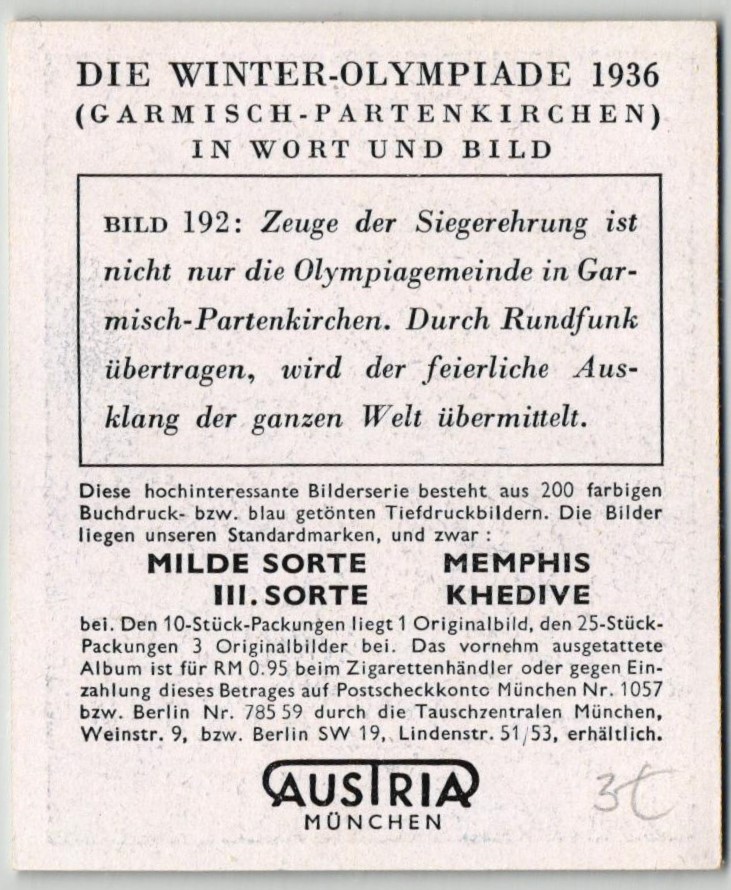 DIE WINTER-OLYMPIADE 1936
(GARMISCH-PARTENKIRCHEN)
IN WORT UND BILD
BILD 192: Zeuge der Siegerehrung ist
nicht nur die Olympiagemeinde in Gar-
misch-Partenkirchen. Durch Rundfunk
übertragen, wird der feierliche Aus-
klang der ganzen Welt übermittelt.
Diese hochinteressante Bilderserie besteht aus 200 farbigen
Buchdruck- bzw. blau getönten Tiefdruckbildern. Die Bilder
liegen unseren Standardmarken, und zwar :
MILDE SORTE MEMPHIS
III. SORTE KHEDIVE
bei. Den 10-Stück-Packungen liegt 1 Originalbild, den 25-Stück-
Packungen 3 Originalbilder bei. Das vornehm ausgetattete
Album ist für RM 0.95 beim Zigarettenhändler oder gegen Ein-
zahlung dieses Betrages auf Postscheckkonto München Nr. 1057
bzw. Berlin Nr. 785 59 durch die Tauschzentralen München,
Weinstr. 9, bzw. Berlin SW 19, Lindenstr. 51/53, erhältlich.
AUSTRIA
MÜNCHEN